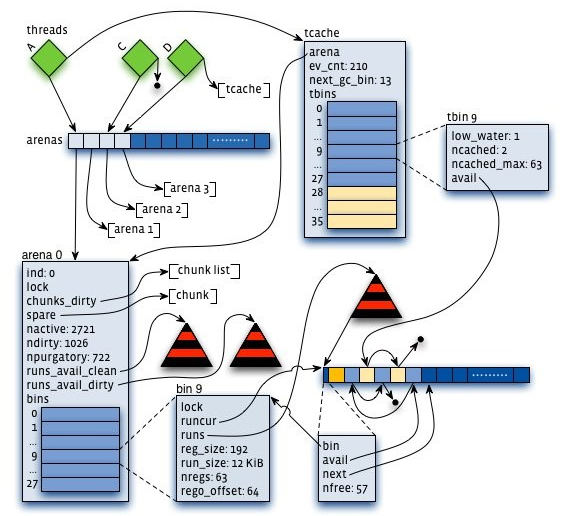 threads
A
C
D
[tcache]
arenas
.........
[arena 3]
[arena 2]
[arena 1]
tcache
arena
ev_cnt: 210
next_gc_bin: 13
tbins
0
1
...
9
...
27
28
...
35
tbin 9
low_water: 1
ncached: 2
ncached_max: 63
avail
arena 0
ind: 0
lock
chunks_dirty
spare
nactive: 2721
ndirty: 1026
npurgatory: 722
runs_avail_clean
runs_avail_dirty
bins
0
1
...
9
...
27
[chunk list]
[chunk]
bin 9
lock
runcur
runs
reg_size: 192
run_size: 12 KiB
nregs: 63
rego_offset: 64
.........
bin
avail
next
nfree: 57